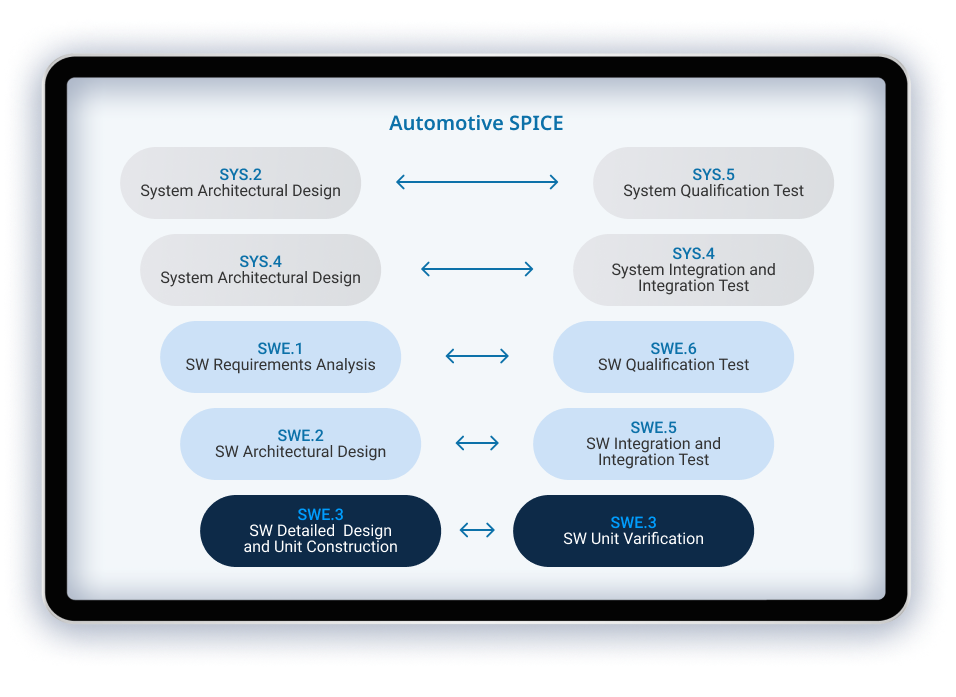 Automotive SPICE
SYS.2
System Architectural Design
SYS.5
System Qualification Test
SYS.4
System Architectural Design
SYS.4
System Integration and
Integration Test
SWE.1
SW Requirements Analysis
SWE.6
SW Qualification Test
SWE.2
SW Architectural Design
SWE.5
SW Integration and
Integration Test
SWE.3
SW Detailed Design
and Unit Construction
SWE.3
SW Unit Varification